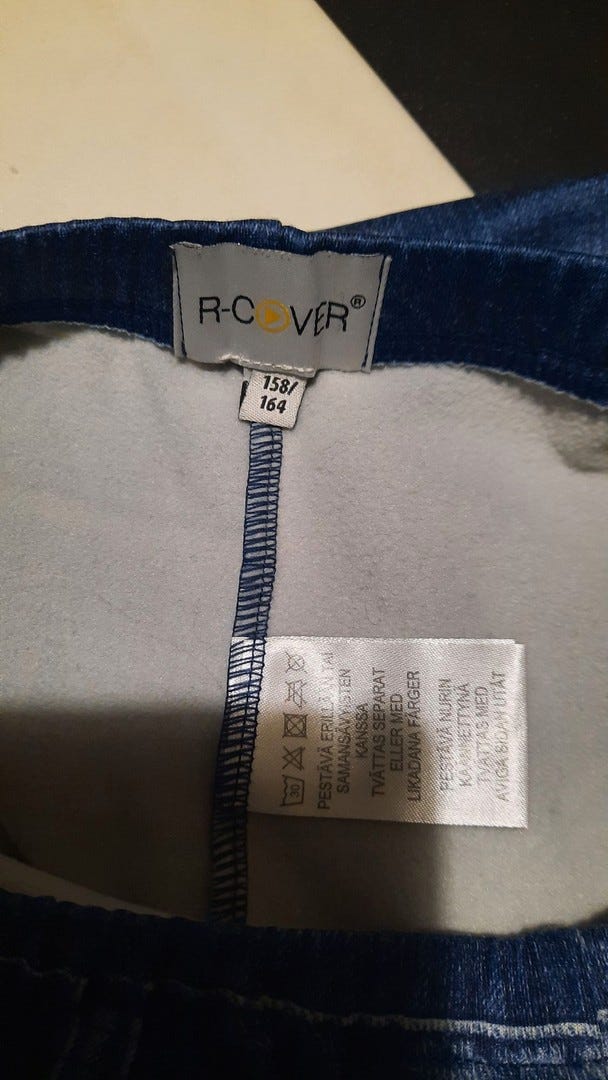 R-COVER®
158/
164
30
PESTÄVÄ ERILLÄÄN TAI
SAMANSÄVYISTEN
KANSSA
TVÄTTAS SEPARAT
ELLER MED
LIKADANA FÄRGER
PESTÄVÄ NURIN
KÄÄNNETTYNÄ
TVÄTTAS MED
AVIGA SIDAN UTÅT